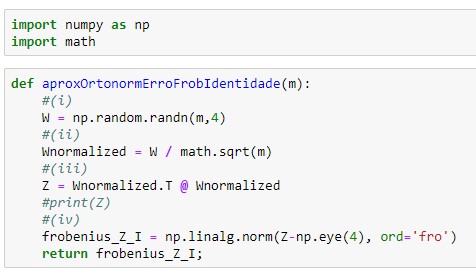 import numpy as np
import math
def aproxOrtonormErroFrobIdentidade(m):
    #(i)
    W = np.random.randn(m,4)
    #(ii)
    Wnormalized = W / math.sqrt(m)
    #(iii)
    Z = Wnormalized.T @ Wnormalized
    #print(Z)
    #(iv)
    frobenius_Z_I = np.linalg.norm(Z-np.eye(4), ord='fro')
    return frobenius_Z_I;